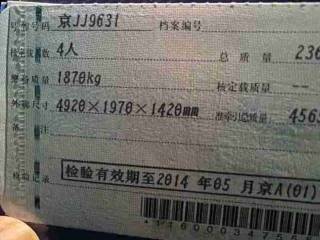 号牌号码 京JJ9631 档案编号
核定载人数 4人 总质量 236
整备质量 1870kg 核定载质量 --
外廓尺寸 4920×1970×1420mm 准牵引总质量 4565
备注
检验记录 检验有效期至2014年05月京A(01)